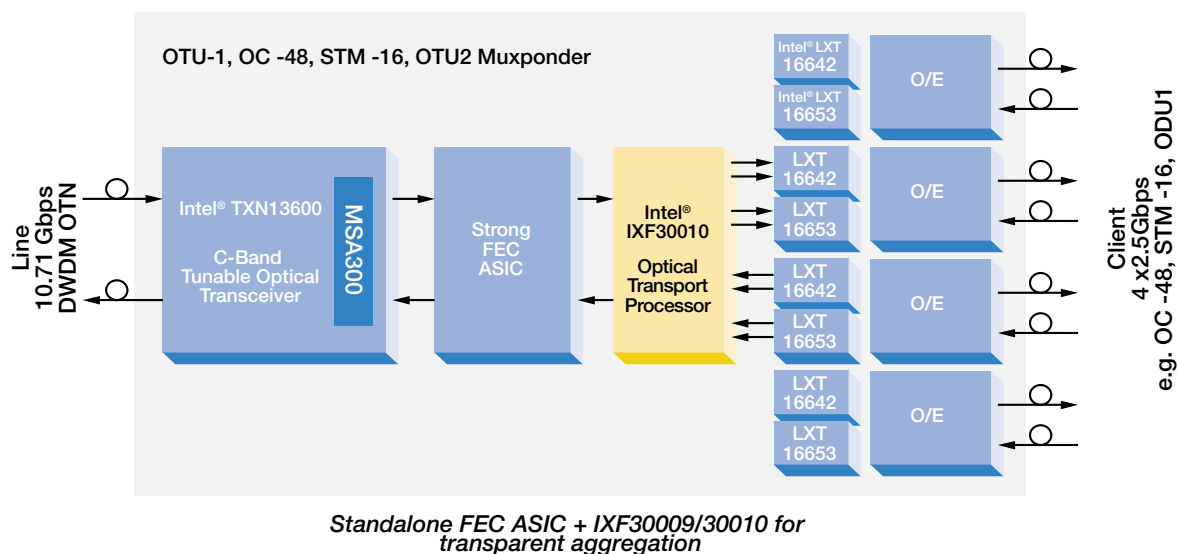 OTU-1, OC -48, STM -16, OTU2 Muxponder
Line
10.71 Gbps
DWDM OTN
Intel® TXN13600
C-Band
Tunable Optical
Transceiver
MSA300
Strong
FEC
ASIC
Intel®
IXF30010
Optical
Transport
Processor
Intel® LXT
16642
Intel® LXT
16653
O/E
LXT
16642
LXT
16653
O/E
LXT
16642
LXT
16653
O/E
LXT
16642
LXT
16653
O/E
Client
4 x2.5Gbps
e.g. OC -48, STM -16, ODU1
Standalone FEC ASIC + IXF30009/30010 for
transparent aggregation